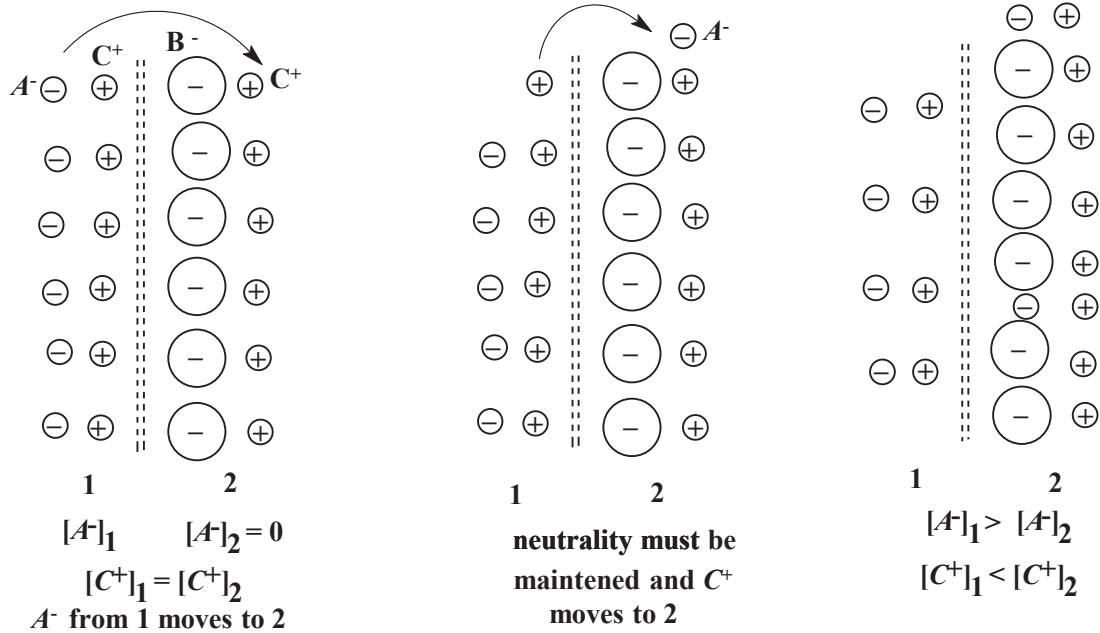 A⁻
C⁺
B ⁻
C⁺
1
2
[A⁻]₁ [A⁻]₂ = 0
[C⁺]₁ = [C⁺]₂
A⁻ from 1 moves to 2
A⁻
1
2
neutrality must be
maintened and C⁺
moves to 2
1
2
[A⁻]₁ > [A⁻]₂
[C⁺]₁ < [C⁺]₂